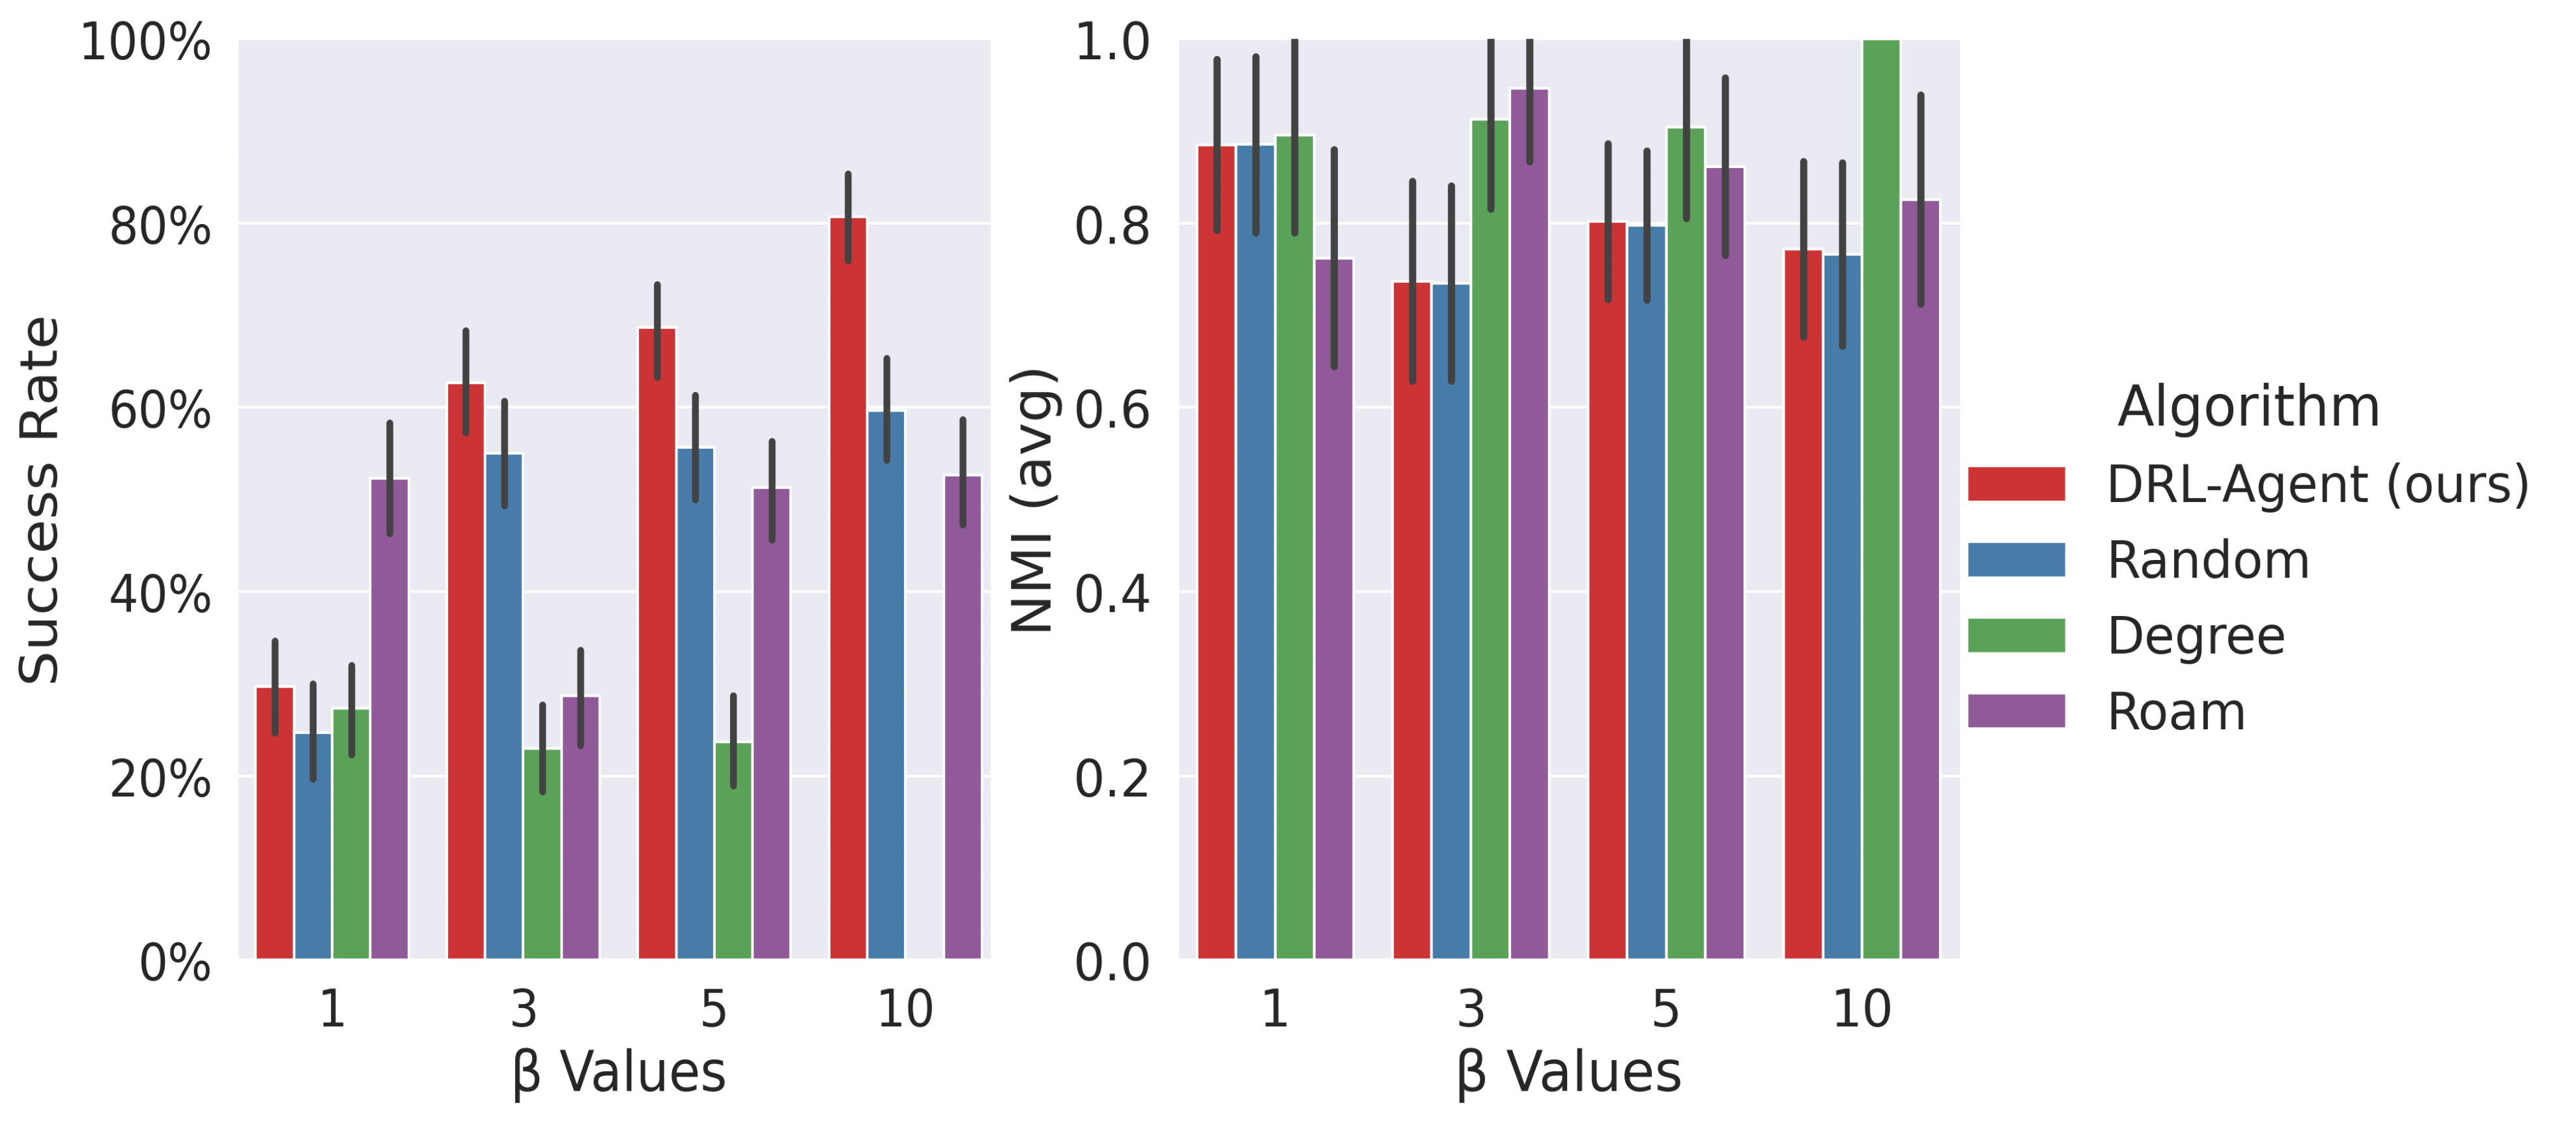 100%
80%
60%
40%
20%
0%
Success Rate
1 3 5 10
β Values
1.0
0.8
0.6
0.4
0.2
0.0
NMI (avg)
1 3 5 10
β Values
Algorithm
DRL-Agent (ours)
Random
Degree
Roam